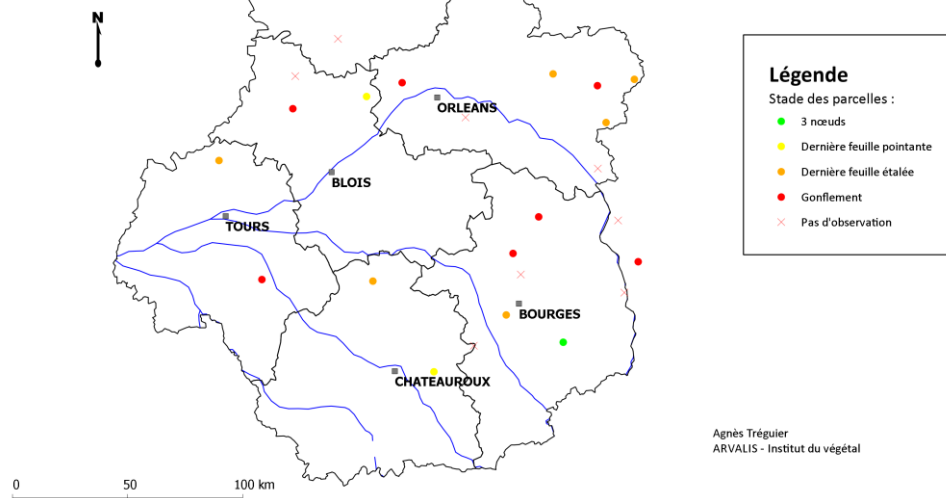 N
ORLEANS
BLOIS
TOURS
BOURGES
CHATEAUROUX
0 50 100 km
Légende
Stade des parcelles :
3 nœuds
Dernière feuille pointante
Dernière feuille étalée
Gonflement
Pas d'observation
Agnès Tréguier
ARVALIS - Institut du végétal